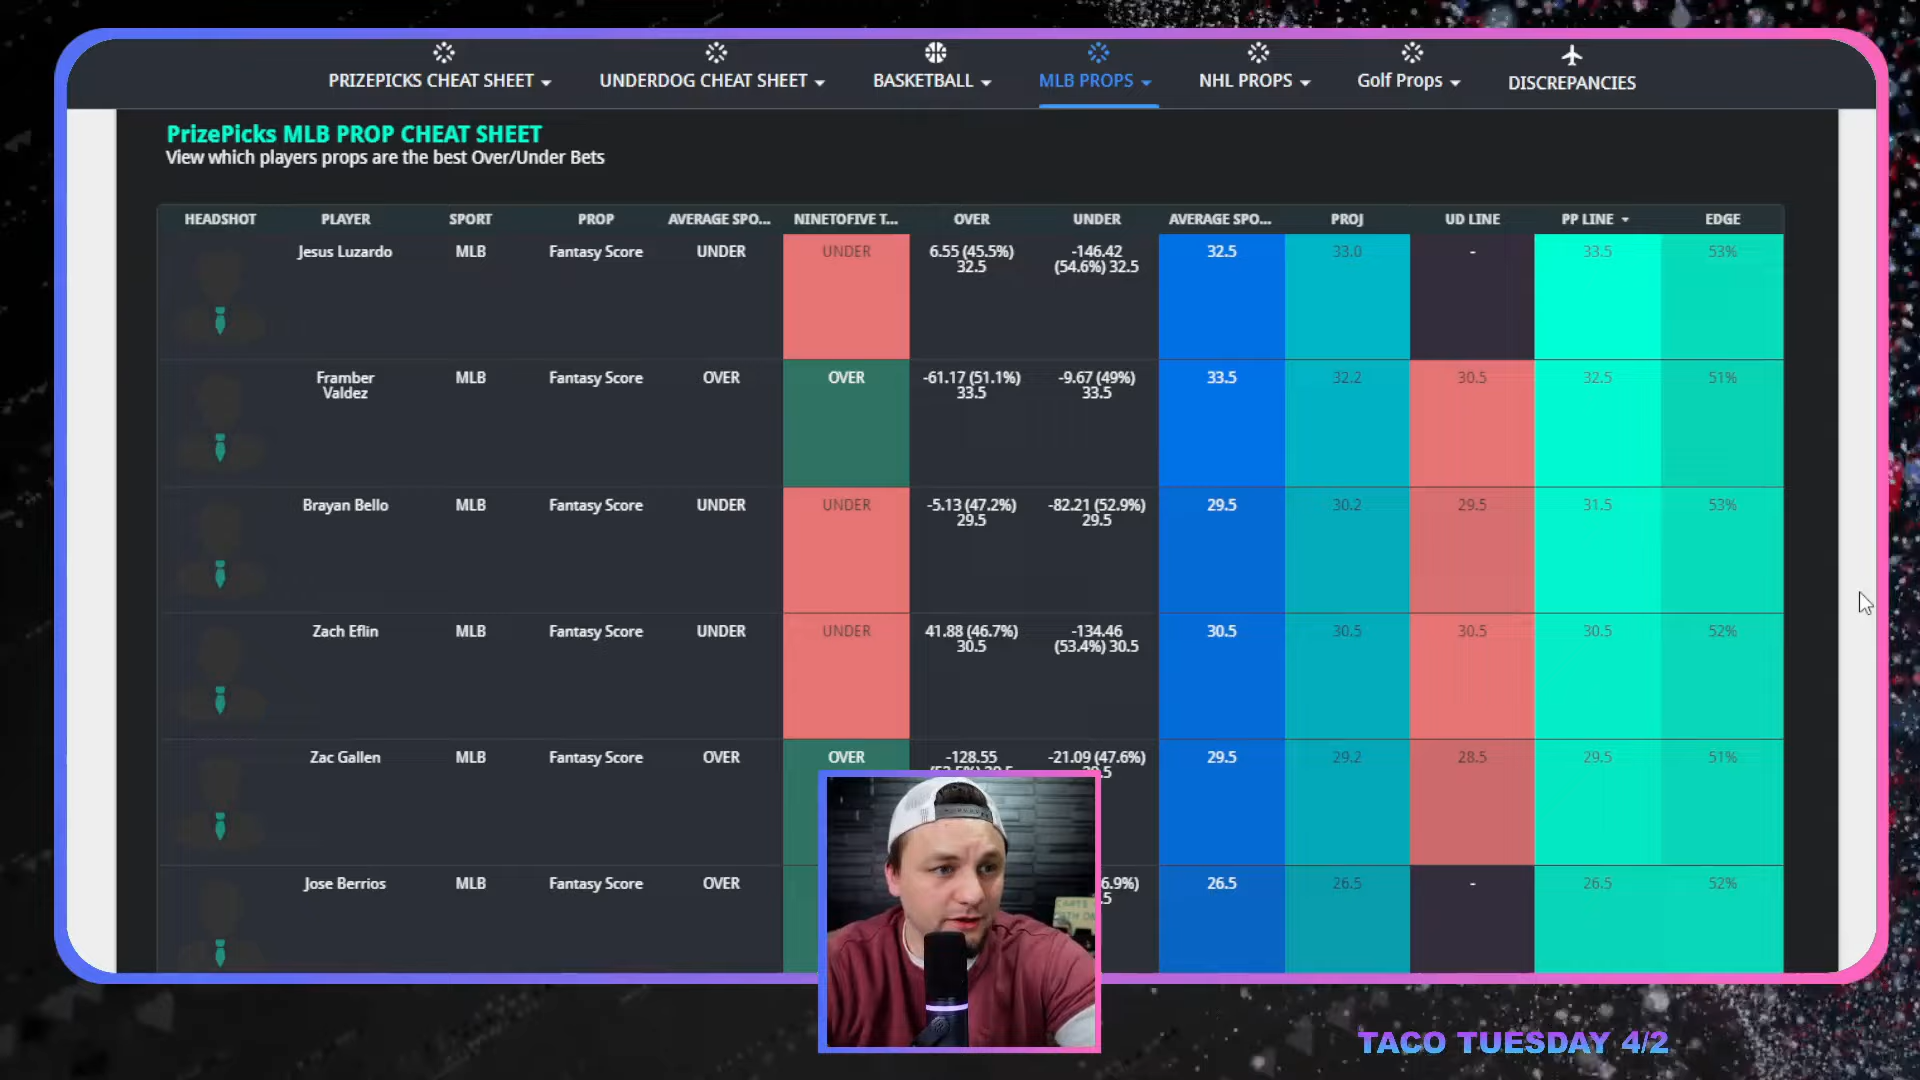 PRIZEPICKS CHEAT SHEET
UNDERDOG CHEAT SHEET
BASKETBALL
MLB PROPS
NHL PROPS
Golf Props
DISCREPANCIES
PrizePicks MLB PROP CHEAT SHEET
View which players props are the best Over/Under Bets
HEADSHOT PLAYER SPORT PROP AVERAGE SPO... NINETOFIVE T... OVER UNDER AVERAGE SPO... PROJ UD LINE PP LINE EDGE
Jesus Luzardo MLB Fantasy Score UNDER UNDER 6.55 (45.5%) -146.42 32.5 33.0 - 33.5 53%
32.5 (54.6%) 32.5
Framber MLB Fantasy Score OVER OVER -61.17 (51.1%) -9.67 (49%) 33.5 32.2 30.5 32.5 51%
Valdez 33.5 33.5
Brayan Bello MLB Fantasy Score UNDER UNDER -5.13 (47.2%) -82.21 (52.9%) 29.5 30.2 29.5 31.5 53%
29.5 29.5
Zach Eflin MLB Fantasy Score UNDER UNDER 41.88 (46.7%) -134.46 30.5 30.5 30.5 30.5 52%
30.5 (53.4%) 30.5
Zac Gallen MLB Fantasy Score OVER OVER -128.55 -21.09 (47.6%) 29.5 29.2 28.5 29.5 51%
Jose Berrios MLB Fantasy Score OVER 26.5 26.5 - 26.5 52%
TACO TUESDAY 4/2